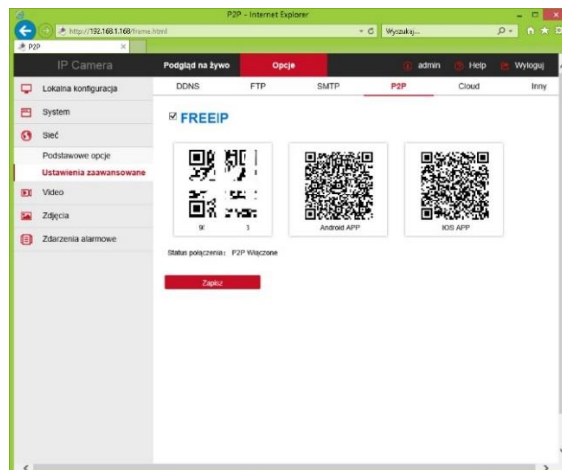 P2P - Internet Explorer
http://192.168.1.168/frame.html
Wyszukaj...
P2P
IP Camera
Podgląd na żywo
Opcje
admin
Help
Wyloguj
Lokalna konfiguracja
DDNS
FTP
SMTP
P2P
Cloud
Inny
System
FREEIP
Sieć
Podstawowe opcje
Ustawienia zaawansowane
Video
Zdjęcia
Android APP
IOS APP
Zdarzenia alarmowe
Status połączenia: P2P Włączone
Zapisz